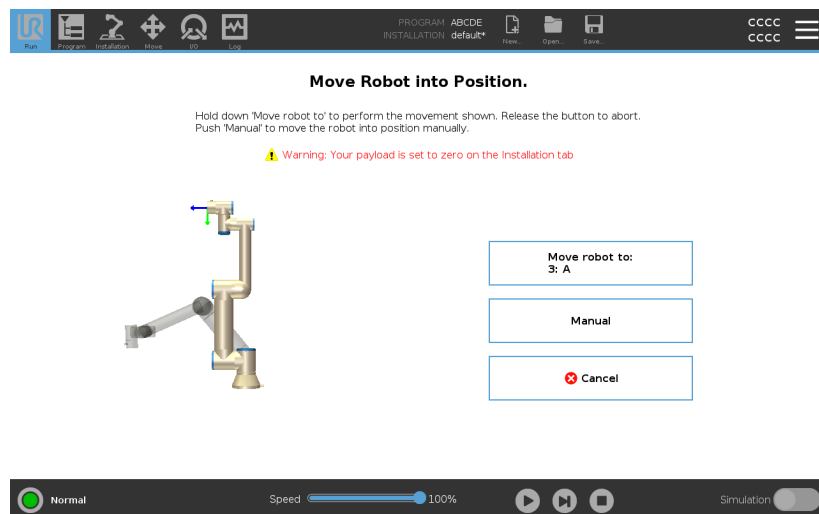 UR
PROGRAM ABCDE
INSTALLATION default*
CCCC
CCCC
Run
Program
Installation
Move
I/O
Log
New...
Open...
Save...
Move Robot into Position.
Hold down 'Move robot to' to perform the movement shown. Release the button to abort.
Push 'Manual' to move the robot into position manually.
Warning: Your payload is set to zero on the Installation tab
Move robot to:
3: A
Manual
Cancel
Normal
Speed 100%
Simulation